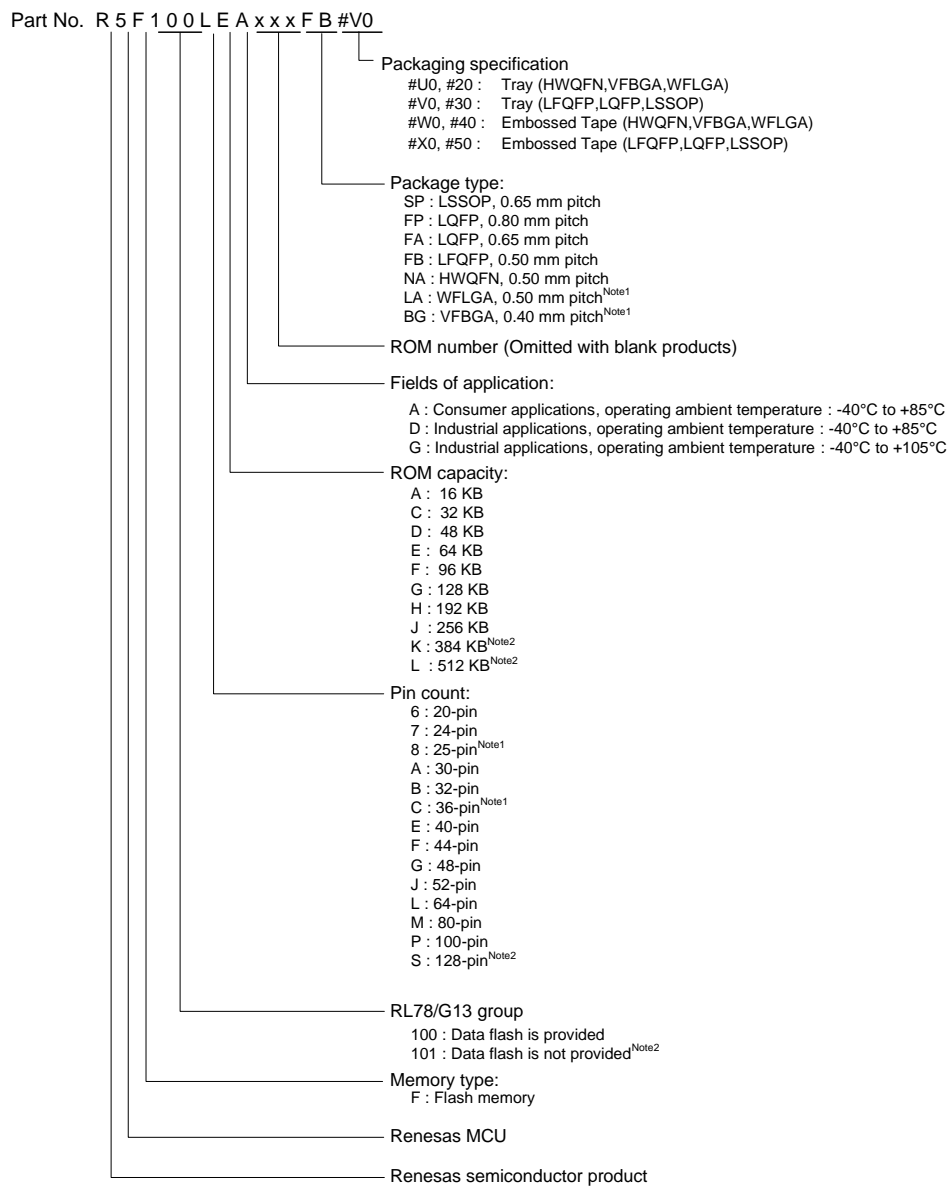 Part No. R 5 F 1 0 0 L E A x x x F B #V0
Packaging specification
#U0, #20 : Tray (HWQFN,VFBGA,WFLGA)
#V0, #30 : Tray (LFQFP,LQFP,LSSOP)
#W0, #40 : Embossed Tape (HWQFN,VFBGA,WFLGA)
#X0, #50 : Embossed Tape (LFQFP,LQFP,LSSOP)
Package type:
SP : LSSOP, 0.65 mm pitch
FP : LQFP, 0.80 mm pitch
FA : LQFP, 0.65 mm pitch
FB : LFQFP, 0.50 mm pitch
NA : HWQFN, 0.50 mm pitch
LA : WFLGA, 0.50 mm pitchNote1
BG : VFBGA, 0.40 mm pitchNote1
ROM number (Omitted with blank products)
Fields of application:
A : Consumer applications, operating ambient temperature : -40°C to +85°C
D : Industrial applications, operating ambient temperature : -40°C to +85°C
G : Industrial applications, operating ambient temperature : -40°C to +105°C
ROM capacity:
A : 16 KB
C : 32 KB
D : 48 KB
E : 64 KB
F : 96 KB
G : 128 KB
H : 192 KB
J : 256 KB
K : 384 KBNote2
L : 512 KBNote2
Pin count:
6 : 20-pin
7 : 24-pin
8 : 25-pinNote1
A : 30-pin
B : 32-pin
C : 36-pinNote1
E : 40-pin
F : 44-pin
G : 48-pin
J : 52-pin
L : 64-pin
M : 80-pin
P : 100-pin
S : 128-pinNote2
RL78/G13 group
100 : Data flash is provided
101 : Data flash is not providedNote2
Memory type:
F : Flash memory
Renesas MCU
Renesas semiconductor product